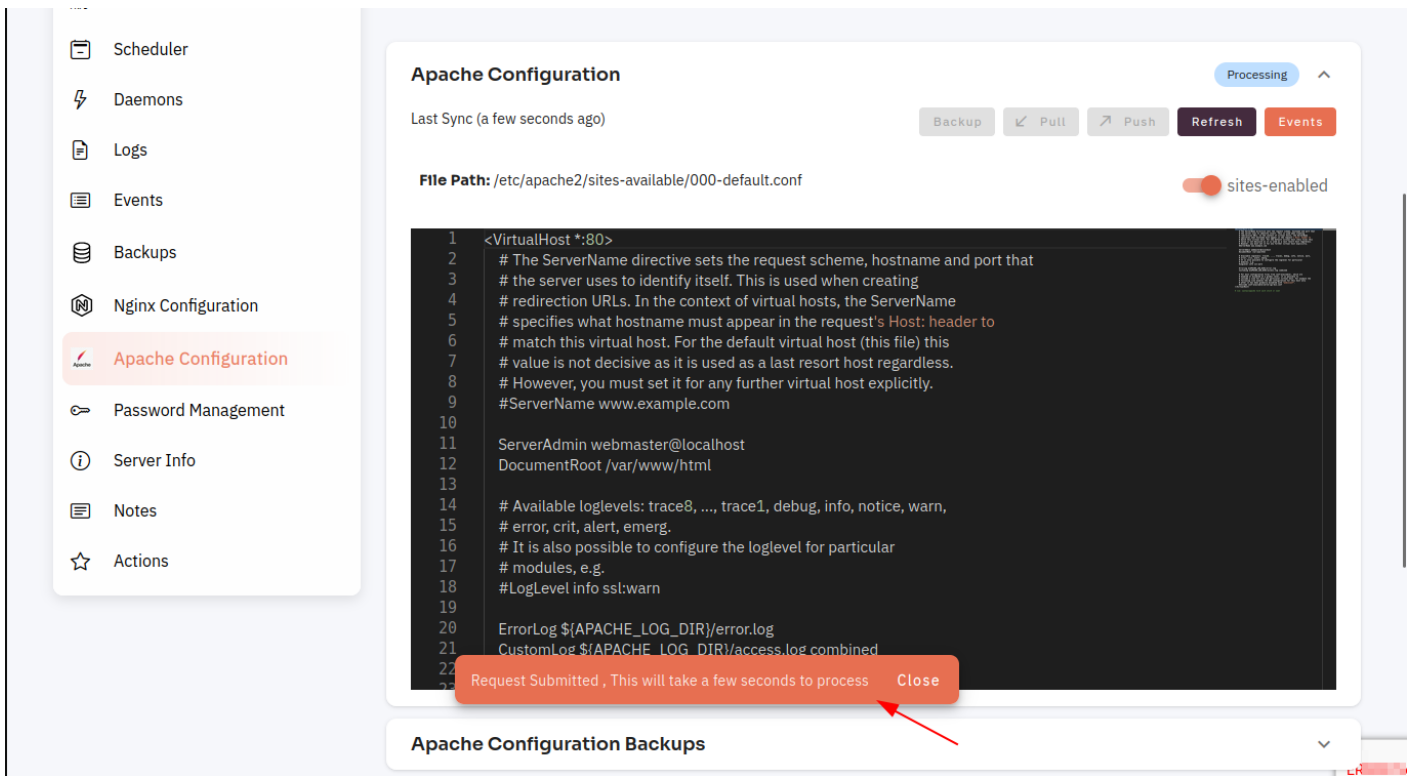 Scheduler
Daemons
Logs
Events
Backups
Nginx Configuration
Apache
Apache Configuration
Password Management
Server Info
Notes
Actions
Apache Configuration
Processing
Last Sync (a few seconds ago)
Backup
Pull
Push
Refresh
Events
File Path: /etc/apache2/sites-available/000-default.conf
sites-enabled
1 <VirtualHost *:80>
2 # The ServerName directive sets the request scheme, hostname and port that
3 # the server uses to identify itself. This is used when creating
4 # redirection URLs. In the context of virtual hosts, the ServerName
5 # specifies what hostname must appear in the request's Host: header to
6 # match this virtual host. For the default virtual host (this file) this
7 # value is not decisive as it is used as a last resort host regardless.
8 # However, you must set it for any further virtual host explicitly.
9 #ServerName www.example.com
10
11 ServerAdmin webmaster@localhost
12 DocumentRoot /var/www/html
13
14 # Available loglevels: trace8, ..., trace1, debug, info, notice, warn,
15 # error, crit, alert, emerg.
16 # It is also possible to configure the loglevel for particular
17 # modules, e.g.
18 #LogLevel info ssl:warn
19
20 ErrorLog ${APACHE_LOG_DIR}/error.log
21 CustomLog ${APACHE_LOG_DIR}/access.log combined
22
Request Submitted , This will take a few seconds to process Close
Apache Configuration Backups